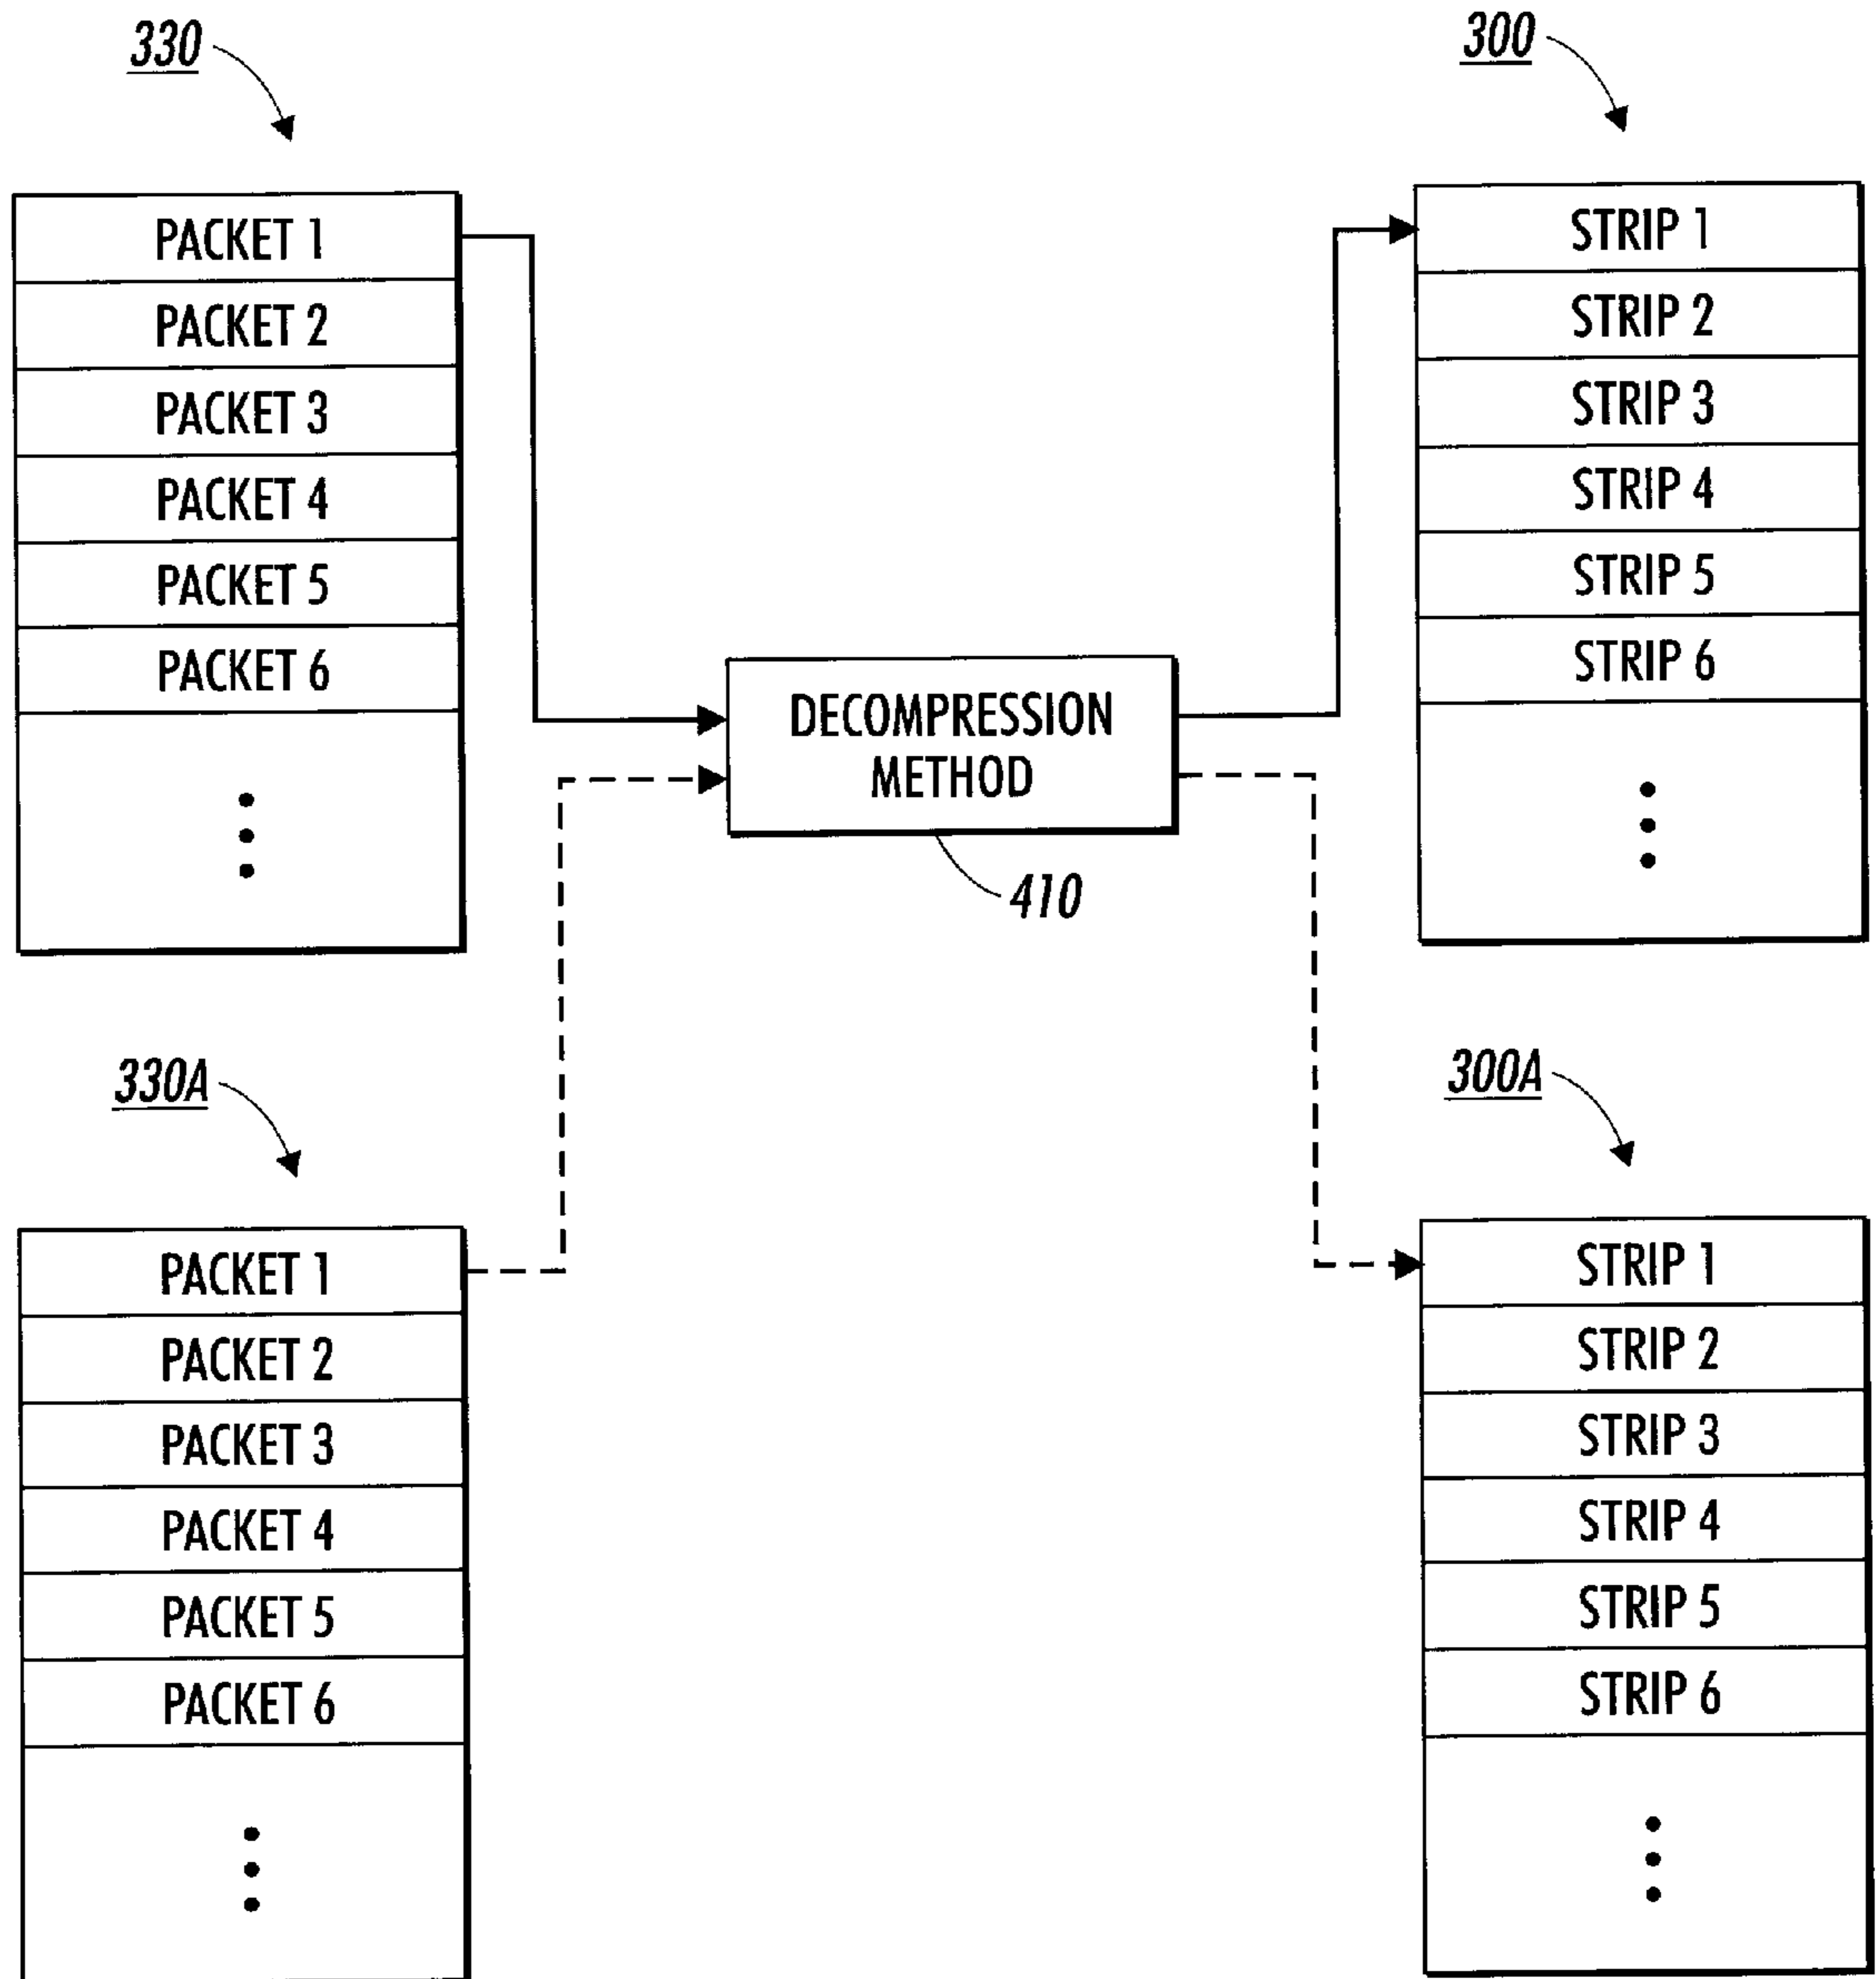 330
PACKET 1
PACKET 2
PACKET 3
PACKET 4
PACKET 5
PACKET 6
300
STRIP 1
STRIP 2
STRIP 3
STRIP 4
STRIP 5
STRIP 6
DECOMPRESSION
METHOD
410
330A
PACKET 1
PACKET 2
PACKET 3
PACKET 4
PACKET 5
PACKET 6
300A
STRIP 1
STRIP 2
STRIP 3
STRIP 4
STRIP 5
STRIP 6